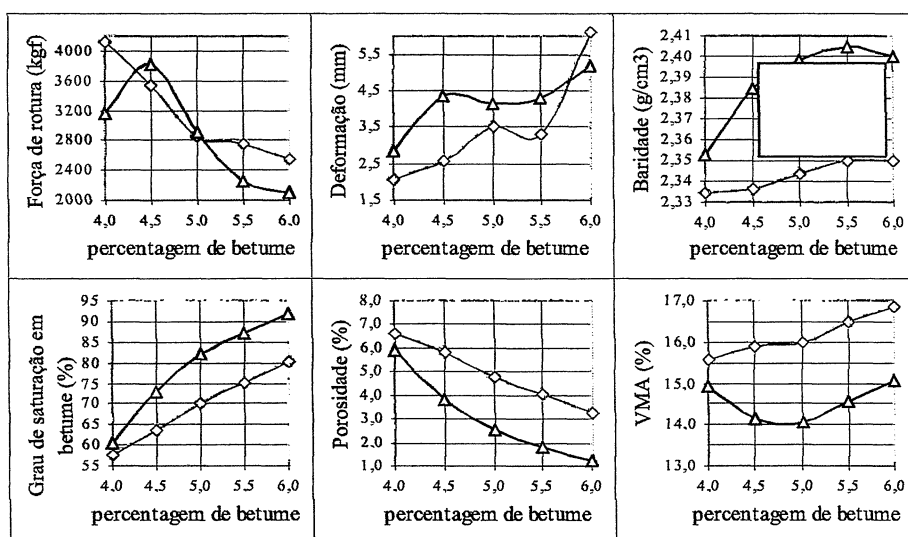 Força de rotura (kgf)
4000
3600
3200
2800
2400
2000
4,0 4,5 5,0 5,5 6,0
percentagem de betume
Deformação (mm)
5,5
4,5
3,5
2,5
1,5
4,0 4,5 5,0 5,5 6,0
percentagem de betume
Baridade (g/cm3)
2,41
2,40
2,39
2,38
2,37
2,36
2,35
2,34
2,33
4,0 4,5 5,0 5,5 6,0
percentagem de betume
Grau de saturação em
betume (%)
95
90
85
80
75
70
65
60
55
4,0 4,5 5,0 5,5 6,0
percentagem de betume
Porosidade (%)
8,0
7,0
6,0
5,0
4,0
3,0
2,0
1,0
4,0 4,5 5,0 5,5 6,0
percentagem de betume
VMA (%)
17,0
16,0
15,0
14,0
13,0
4,0 4,5 5,0 5,5 6,0
percentagem de betume